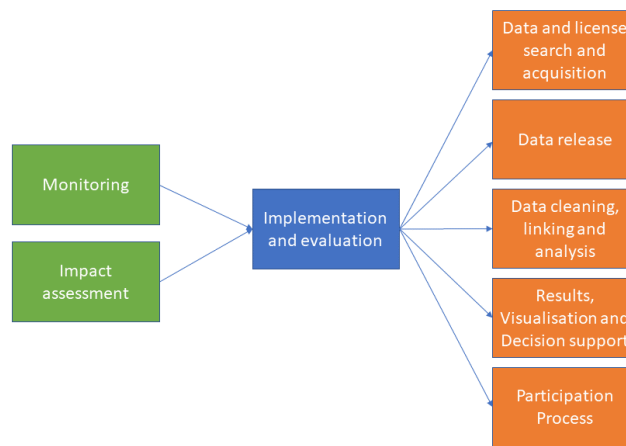 Monitoring
Impact
assessment
Implementation
and evaluation
Data and license
search and
acquisition
Data release
Data cleaning,
linking and
analysis
Results,
Visualisation and
Decision support
Participation
Process